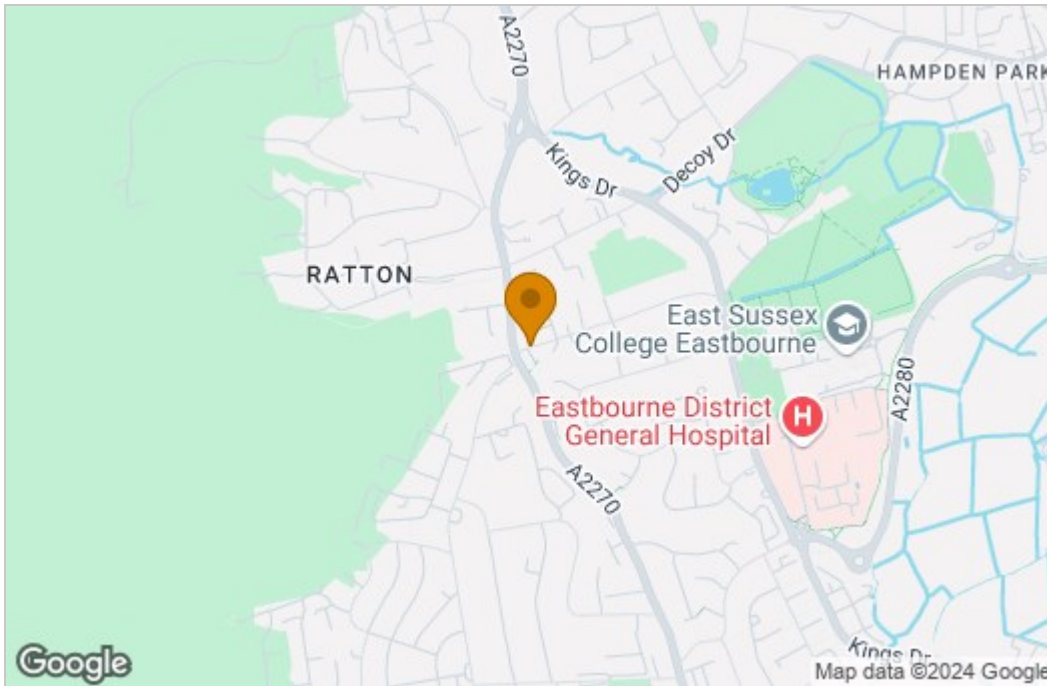 A2270
HAMPDEN PARK
Kings Dr
Decoy Dr
RATTON
East Sussex
College Eastbourne
A2280
Eastbourne District
General Hospital
H
A2270
Kings Dr
Google
Map data ©2024 Google